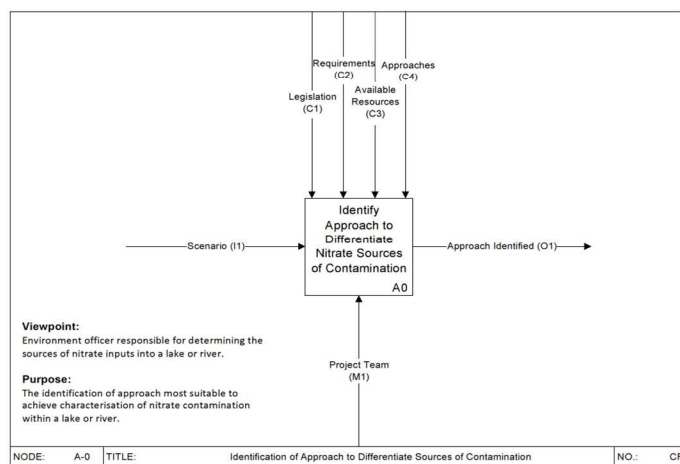 Requirements
(C2)
Approaches
(C4)
Legislation
(C1)
Available
Resources
(C3)
Identify
Approach to
Differentiate
Nitrate Sources
of Contamination
A0
Scenario (I1)
Approach Identified (O1)
Project Team
(M1)
Viewpoint:
Environment officer responsible for determining the
sources of nitrate inputs into a lake or river.
Purpose:
The identification of approach most suitable to
achieve characterisation of nitrate contamination
within a lake or river.
NODE: A-0 TITLE: Identification of Approach to Differentiate Sources of Contamination NO.: